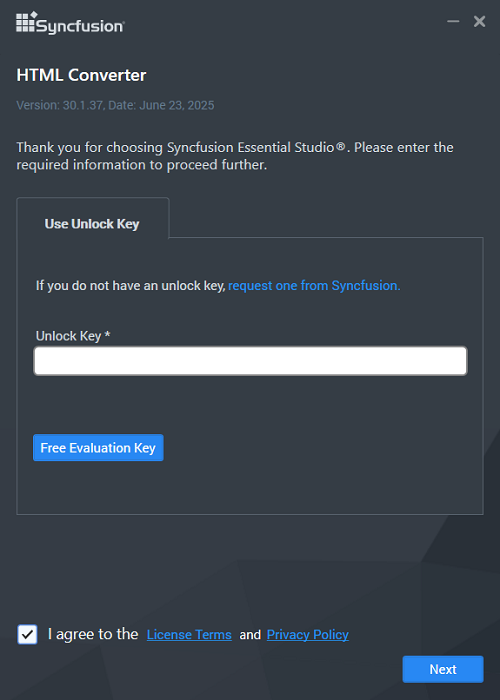 Syncfusion®
HTML Converter
Version: 30.1.37, Date: June 23, 2025
Thank you for choosing Syncfusion Essential Studio®. Please enter the
required information to proceed further.
Use Unlock Key
If you do not have an unlock key, request one from Syncfusion.
Unlock Key *
Free Evaluation Key
I agree to the License Terms and Privacy Policy
Next